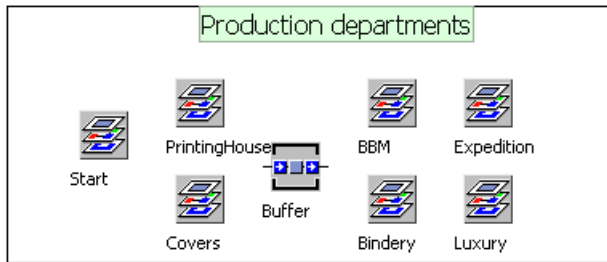 Production departments
PrintingHouse
BBM
Expedition
Start
Buffer
Covers
Bindery
Luxury